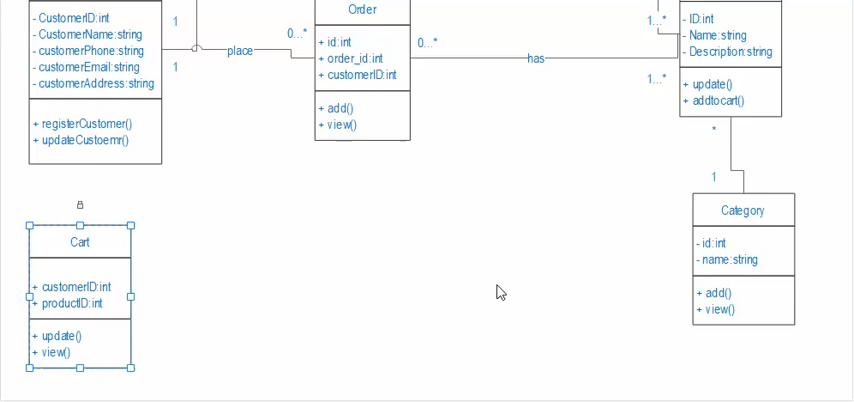 - CustomerID:int
- CustomerName:string
- customerPhone:string
- customerEmail:string
- customerAddress:string
+ registerCustomer()
+ updateCustoemr()
1
1
place
0...*
Order
+ id:int
+ order_id:int
+ customerID:int
+ add()
+ view()
0...*
has
1...*
1...*
- ID:int
- Name:string
- Description:string
+ update()
+ addtocart()
*
1
Category
- id:int
- name:string
+ add()
+ view()
Cart
+ customerID:int
+ productID:int
+ update()
+ view()